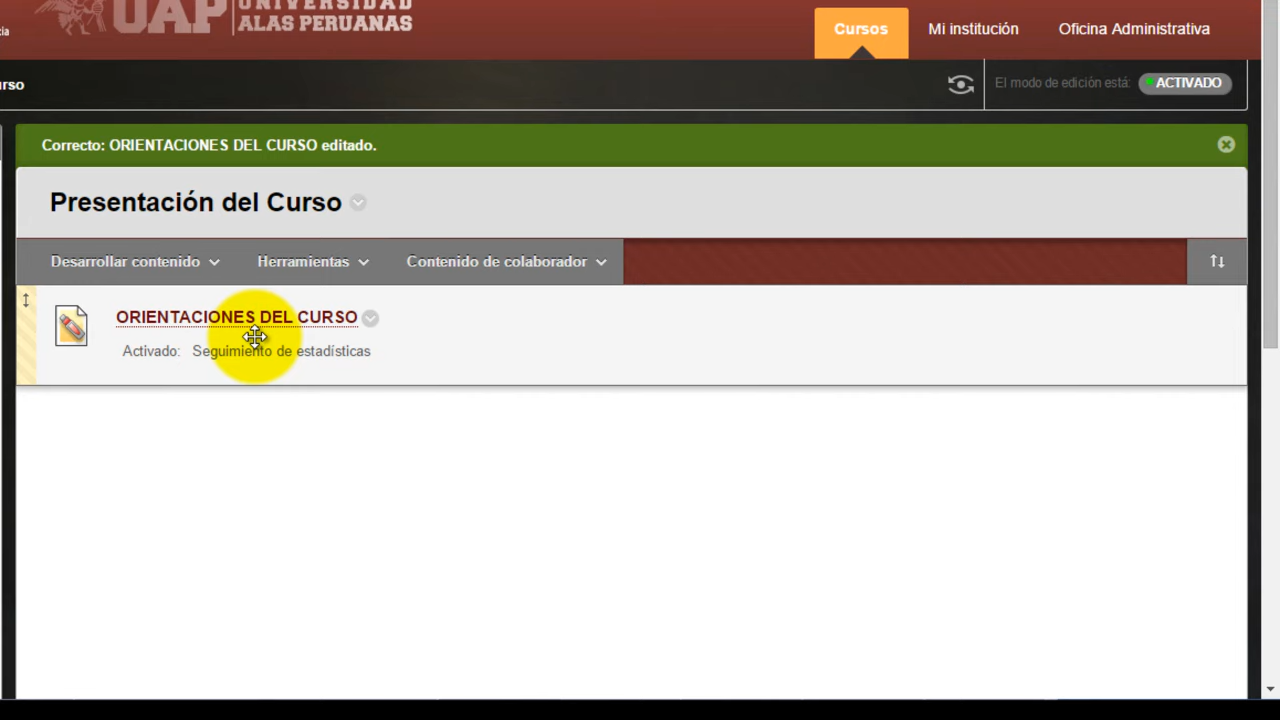 UNIVERSIDAD
UAP ALAS PERUANAS
cia
Cursos Mi institución Oficina Administrativa
urso
El modo de edición está: ACTIVADO
Correcto: ORIENTACIONES DEL CURSO editado.
Presentación del Curso
Desarrollar contenido Herramientas Contenido de colaborador
ORIENTACIONES DEL CURSO
Activado: Seguimiento de estadísticas